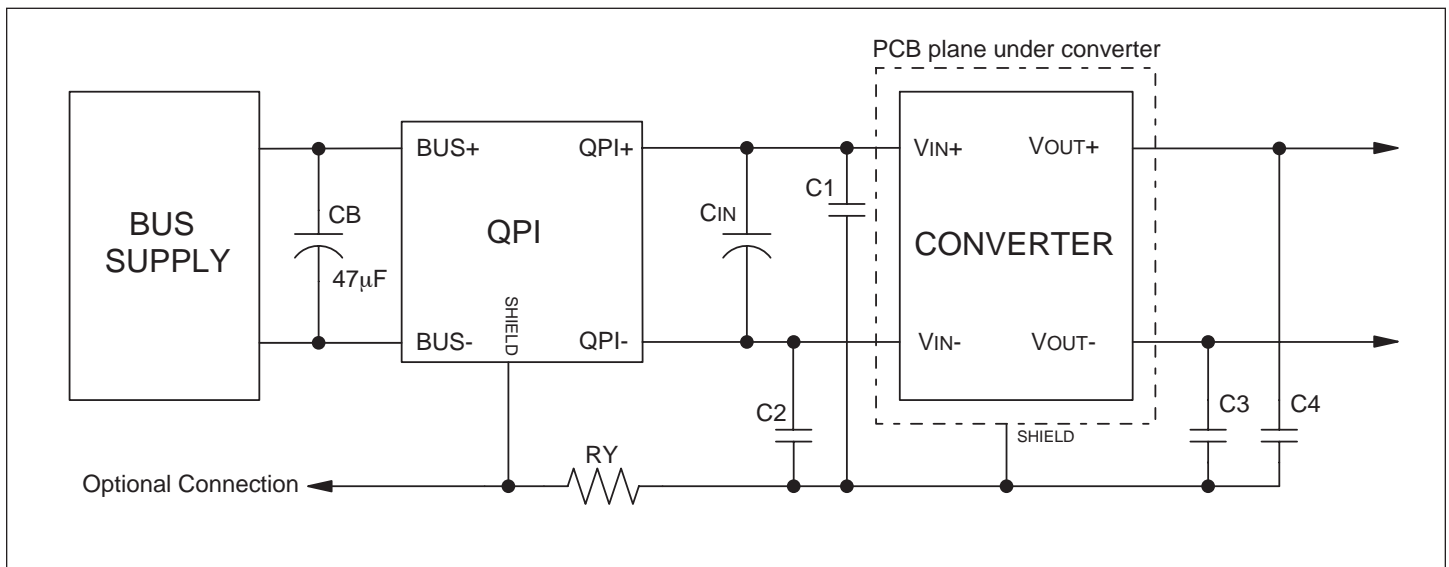 PCB plane under converter
BUS SUPPLY
CB
47μF
BUS+
QPI+
QPI
SHIELD
BUS-
QPI-
CIN
C1
C2
VIN+
VOUT+
CONVERTER
VIN-
VOUT-
SHIELD
C3
C4
RY
Optional Connection